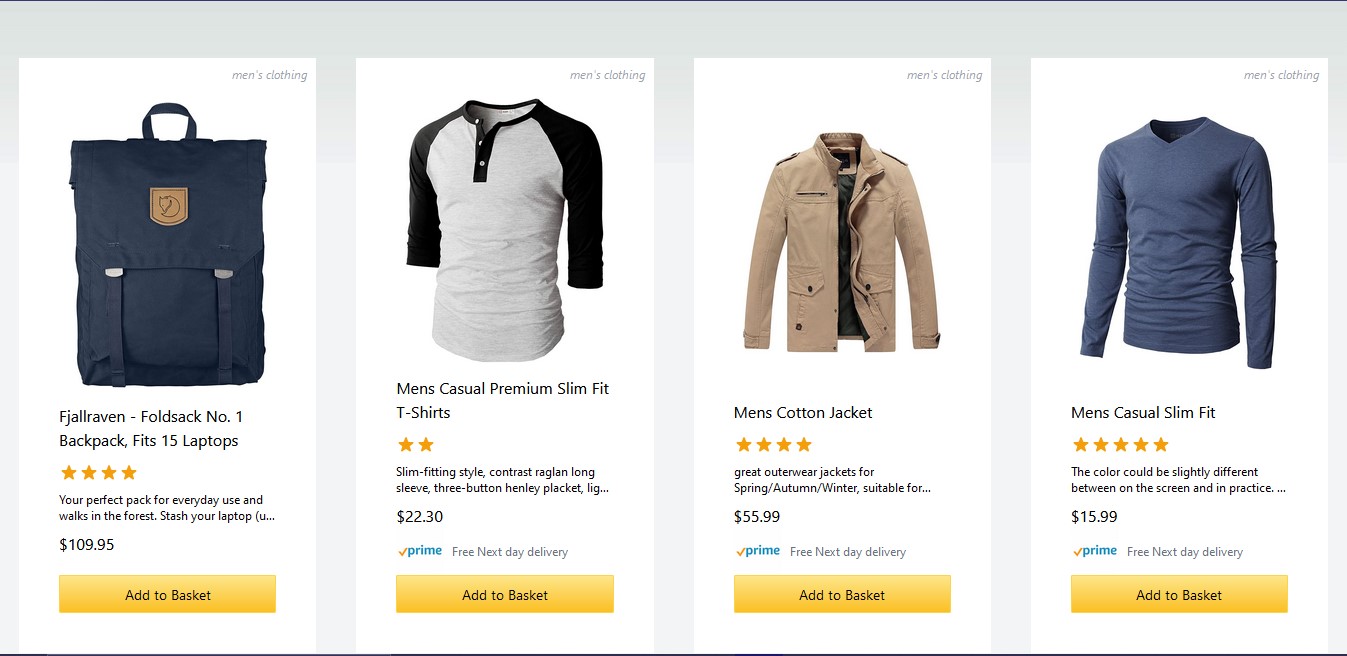 men's clothing
Fjallraven - Foldsack No. 1
Backpack, Fits 15 Laptops
Your perfect pack for everyday use and
walks in the forest. Stash your laptop (u...
$109.95
Add to Basket
men's clothing
Mens Casual Premium Slim Fit
T-Shirts
Slim-fitting style, contrast raglan long
sleeve, three-button henley placket, lig...
$22.30
prime Free Next day delivery
Add to Basket
men's clothing
Mens Cotton Jacket
great outerwear jackets for
Spring/Autumn/Winter, suitable for...
$55.99
prime Free Next day delivery
Add to Basket
men's clothing
Mens Casual Slim Fit
The color could be slightly different
between on the screen and in practice. ...
$15.99
prime Free Next day delivery
Add to Basket